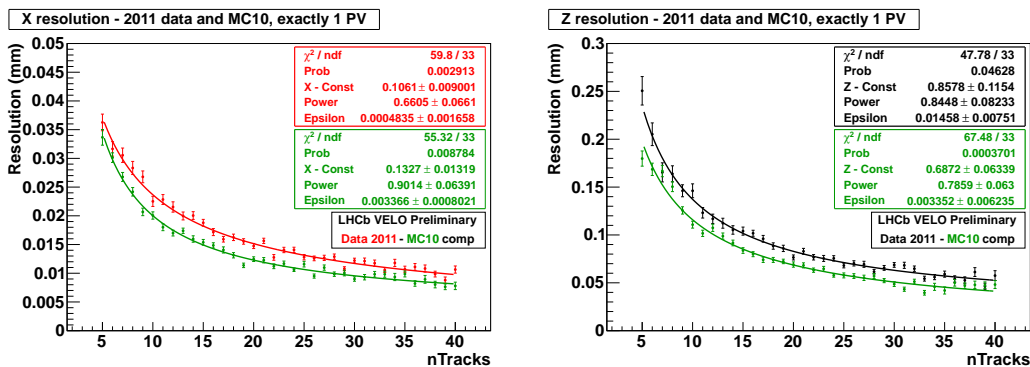 X resolution - 2011 data and MC10, exactly 1 PV
Resolution (mm)
0.05
0.045
0.04
0.035
0.03
0.025
0.02
0.015
0.01
0.005
0
χ² / ndf 59.8 / 33
Prob 0.002913
X - Const 0.1061 ± 0.009001
Power 0.6605 ± 0.0661
Epsilon 0.0004835 ± 0.001658
χ² / ndf 55.32 / 33
Prob 0.008784
X - Const 0.1327 ± 0.01319
Power 0.9014 ± 0.06391
Epsilon 0.003366 ± 0.0008021
LHCb VELO Preliminary
Data 2011 - MC10 comp
5 10 15 20 25 30 35 40
nTracks
Z resolution - 2011 data and MC10, exactly 1 PV
Resolution (mm)
0.3
0.25
0.2
0.15
0.1
0.05
0
χ² / ndf 47.78 / 33
Prob 0.04628
Z - Const 0.8578 ± 0.1154
Power 0.8448 ± 0.08233
Epsilon 0.01458 ± 0.00751
χ² / ndf 67.48 / 33
Prob 0.0003701
Z - Const 0.6872 ± 0.06339
Power 0.7859 ± 0.063
Epsilon 0.003352 ± 0.006235
LHCb VELO Preliminary
Data 2011 - MC10 comp
5 10 15 20 25 30 35 40
nTracks